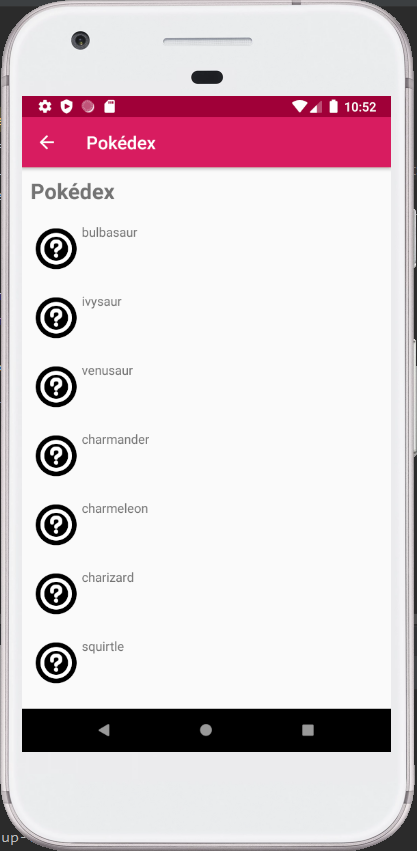 10:52
Pokédex
Pokédex
bulbasaur
ivysaur
venusaur
charmander
charmeleon
charizard
squirtle
up-